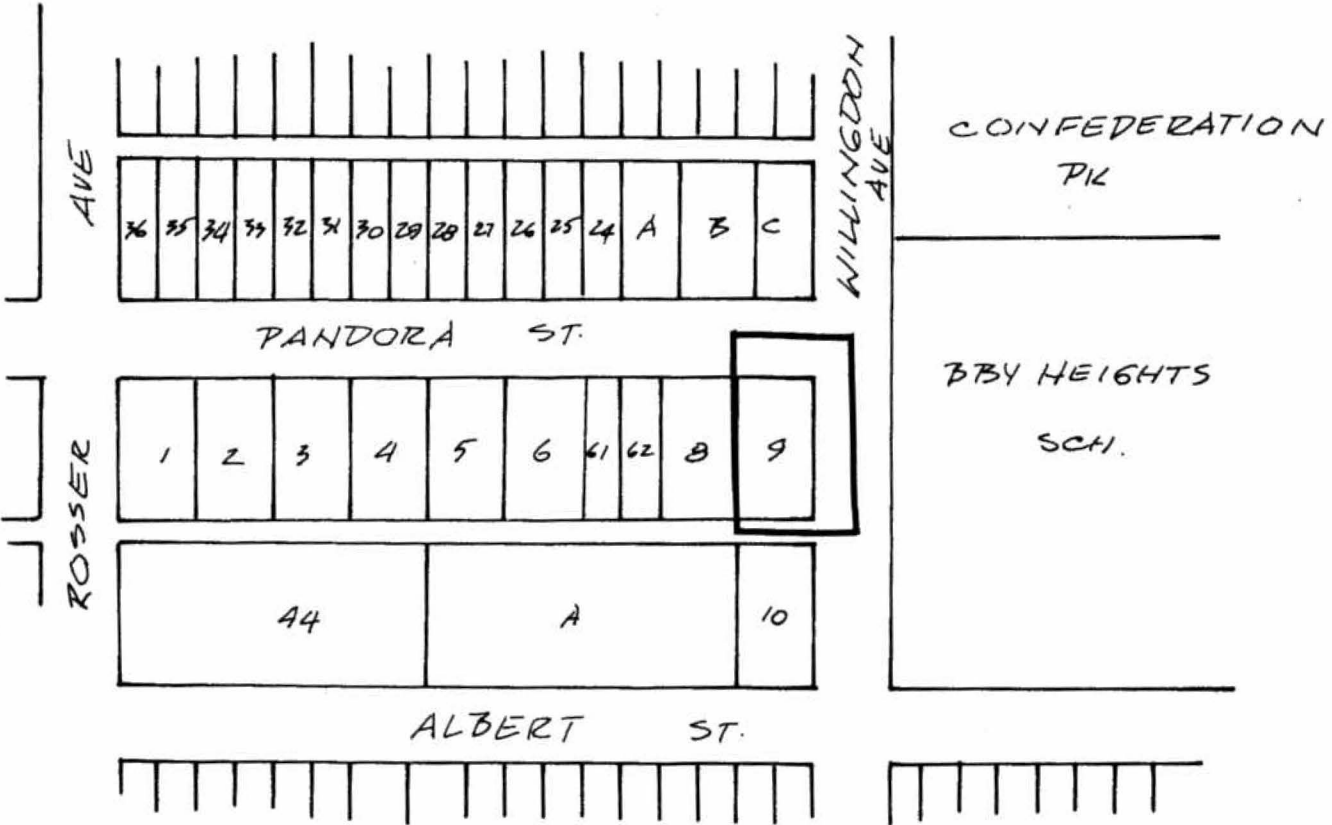 CONFEDERATION
PK
WILLINGDON
AVE
AVE
36 35 34 33 32 31 30 29 28 27 26 25 24 A B C
PANDORA ST.
BBY HEIGHTS
SCH.
ROSSER
1 2 3 4 5 6 61 62 8 9
44 A 10
ALBERT ST.